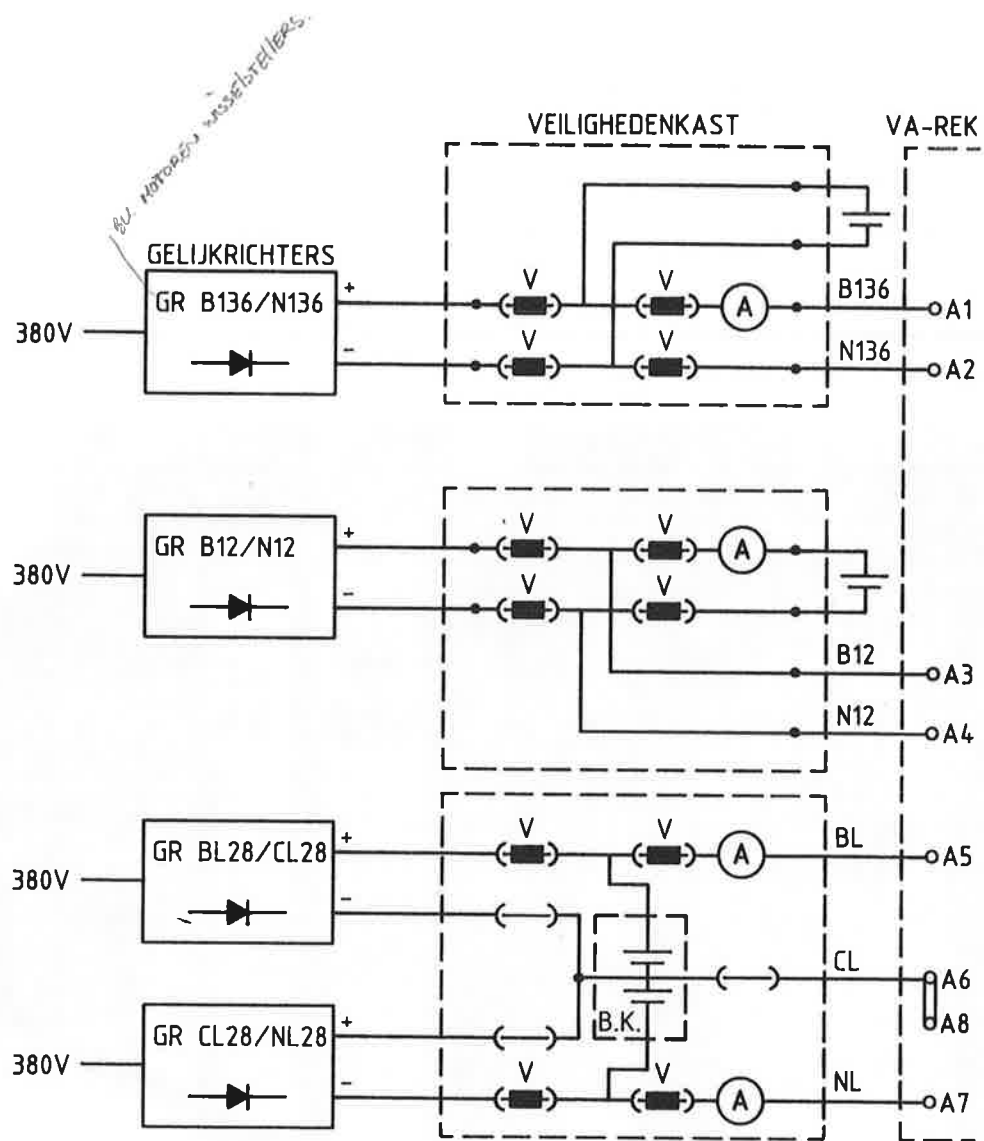 BV. MOTOREN WISSELSTELLERS.
VEILIGHEDENKAST
VA-REK
GELIJKRICHTERS
GR B136/N136
380V
+
-
V
V
V
V
A
B136
N136
A1
A2
GR B12/N12
380V
+
-
V
V
V
V
A
B12
N12
A3
A4
GR BL28/CL28
380V
+
-
V
V
A
BL
A5
CL
A6
A8
B.K.
GR CL28/NL28
380V
+
-
V
V
A
NL
A7